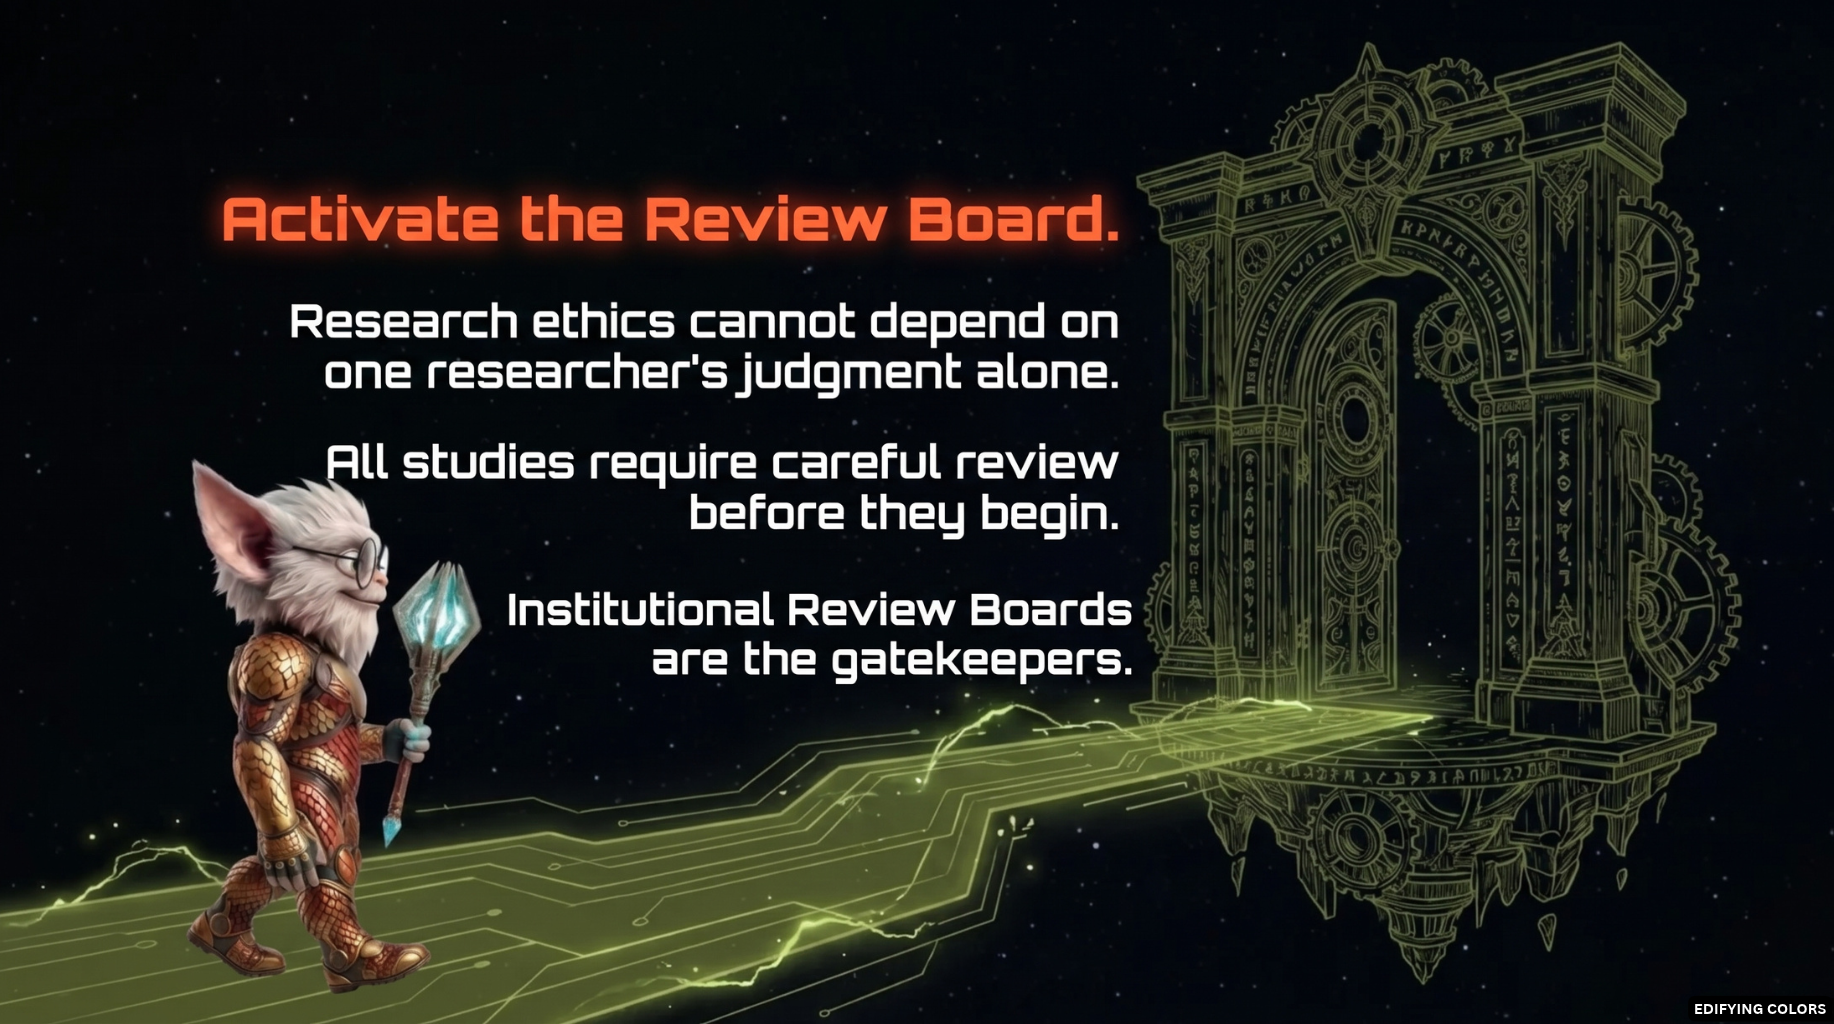 Activate the Review Board.
Research ethics cannot depend on
one researcher's judgment alone.
All studies require careful review
before they begin.
Institutional Review Boards
are the gatekeepers.
EDIFYING COLORS